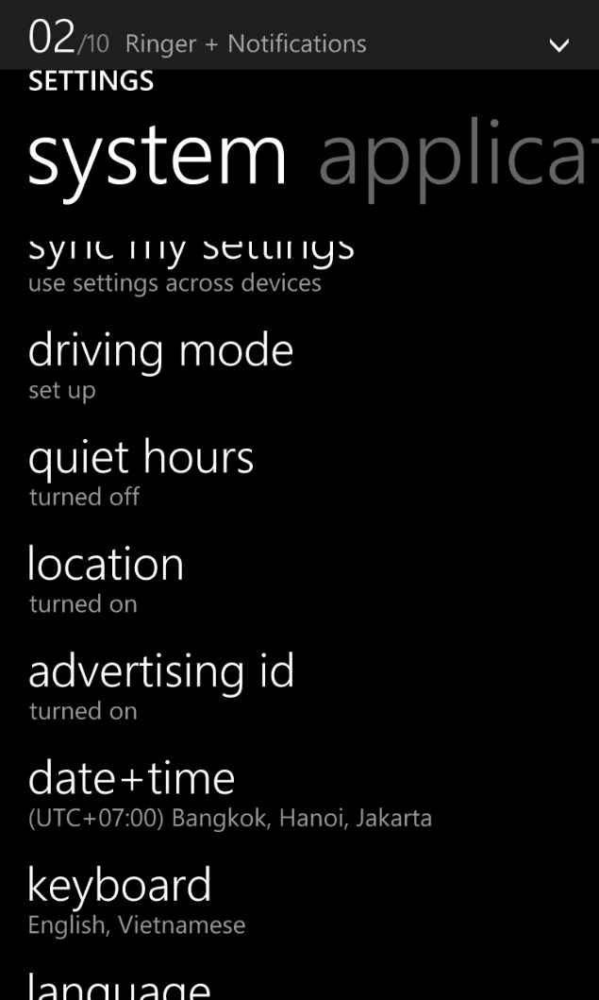 02/10 Ringer + Notifications
SETTINGS
system applicat
sync my settings
use settings across devices
driving mode
set up
quiet hours
turned off
location
turned on
advertising id
turned on
date+time
(UTC+07:00) Bangkok, Hanoi, Jakarta
keyboard
English, Vietnamese
language